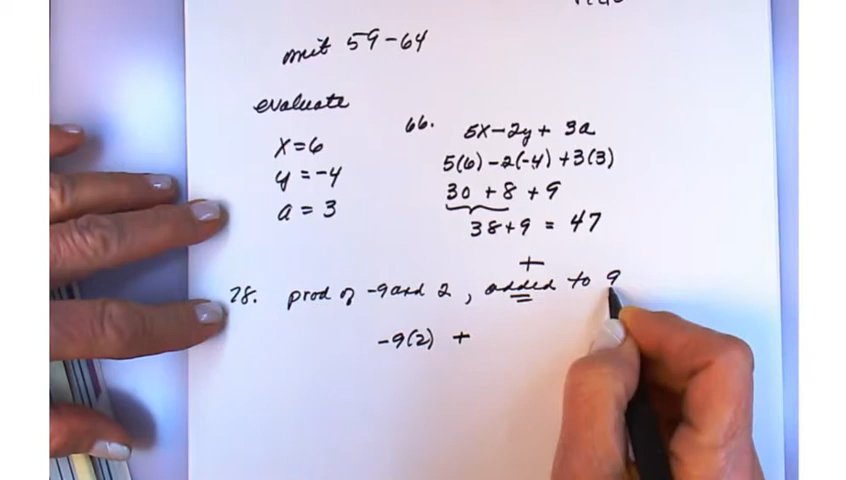 omit 59-64
evaluate
66. 5x-2y+ 3a
x=6
5(6) -2(-4) +3(3)
y = -4
30 +8 +9
a = 3
38+9 = 47
+
78. prod of -9 and 2, added to 9
-9(2) +